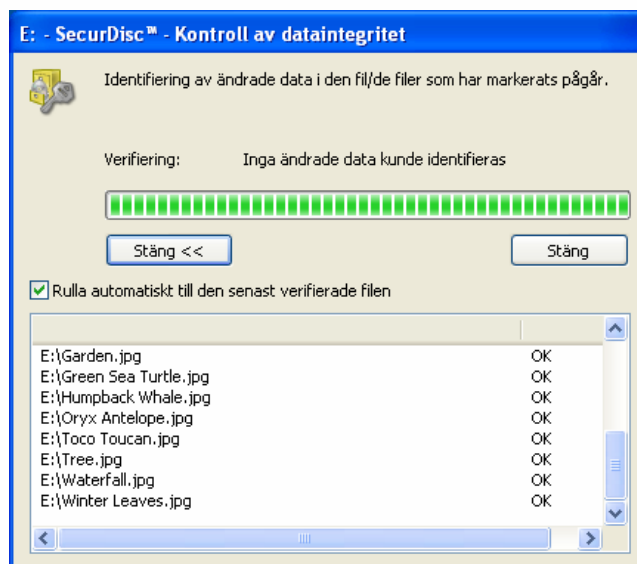 E: - SecurDisc™ - Kontroll av dataintegritet
Identifiering av ändrade data i den fil/de filer som har markerats pågår.
Verifiering: Inga ändrade data kunde identifieras
Stäng << Stäng
Rulla automatiskt till den senast verifierade filen
E:\Garden.jpg OK
E:\Green Sea Turtle.jpg OK
E:\Humpback Whale.jpg OK
E:\Oryx Antelope.jpg OK
E:\Toco Toucan.jpg OK
E:\Tree.jpg OK
E:\Waterfall.jpg OK
E:\Winter Leaves.jpg OK